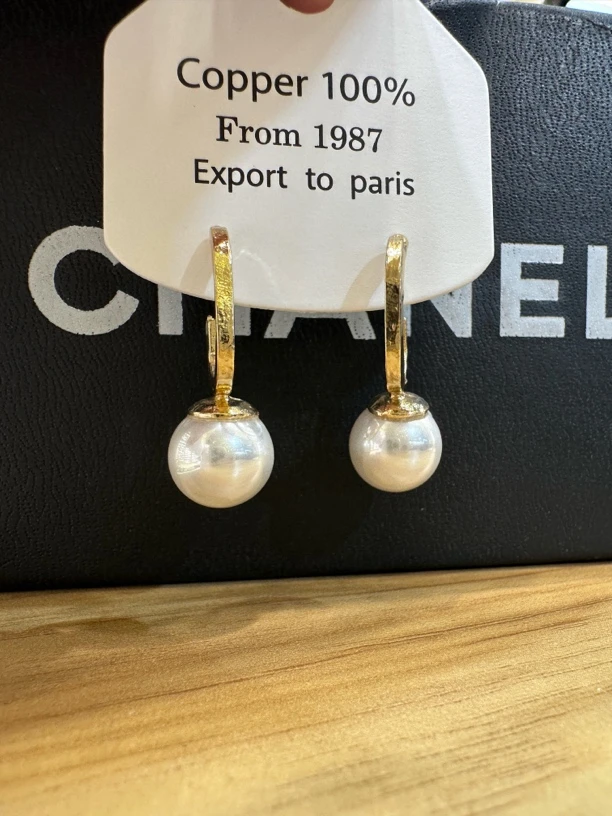 Copper 100%
From 1987
Export to paris
CHANEL